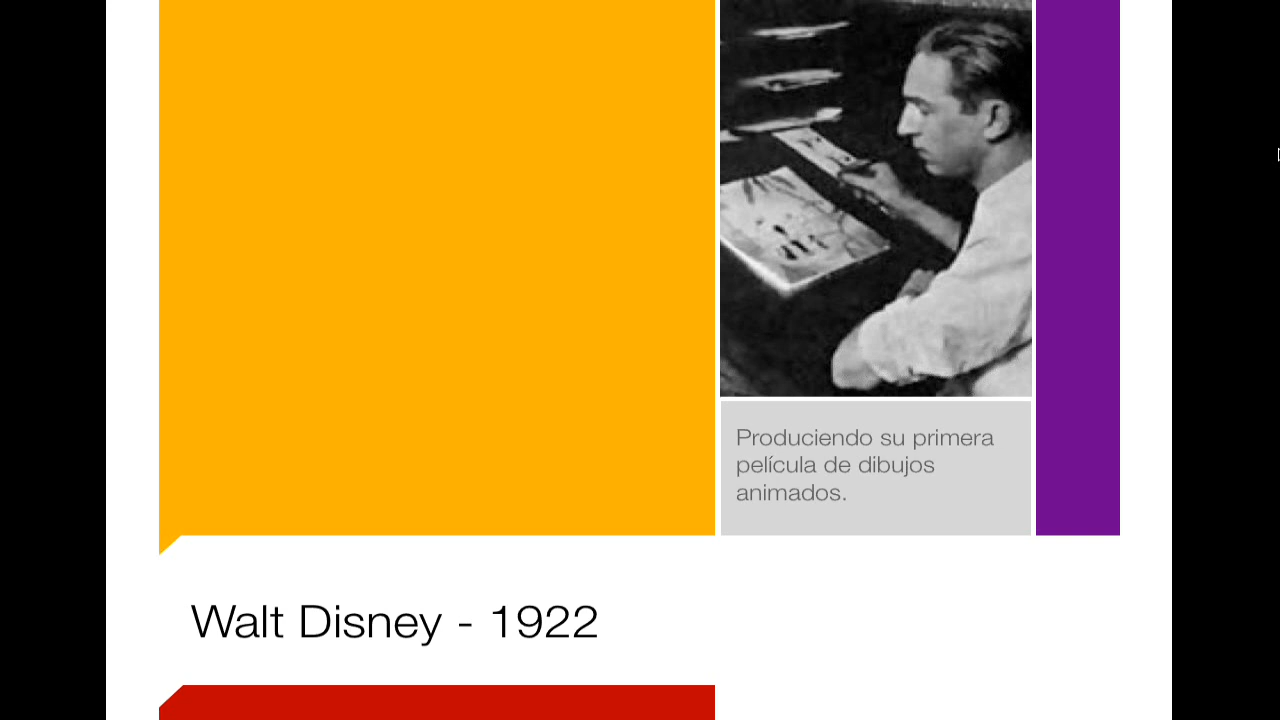 Produciendo su primera
película de dibujos
animados.
Walt Disney - 1922